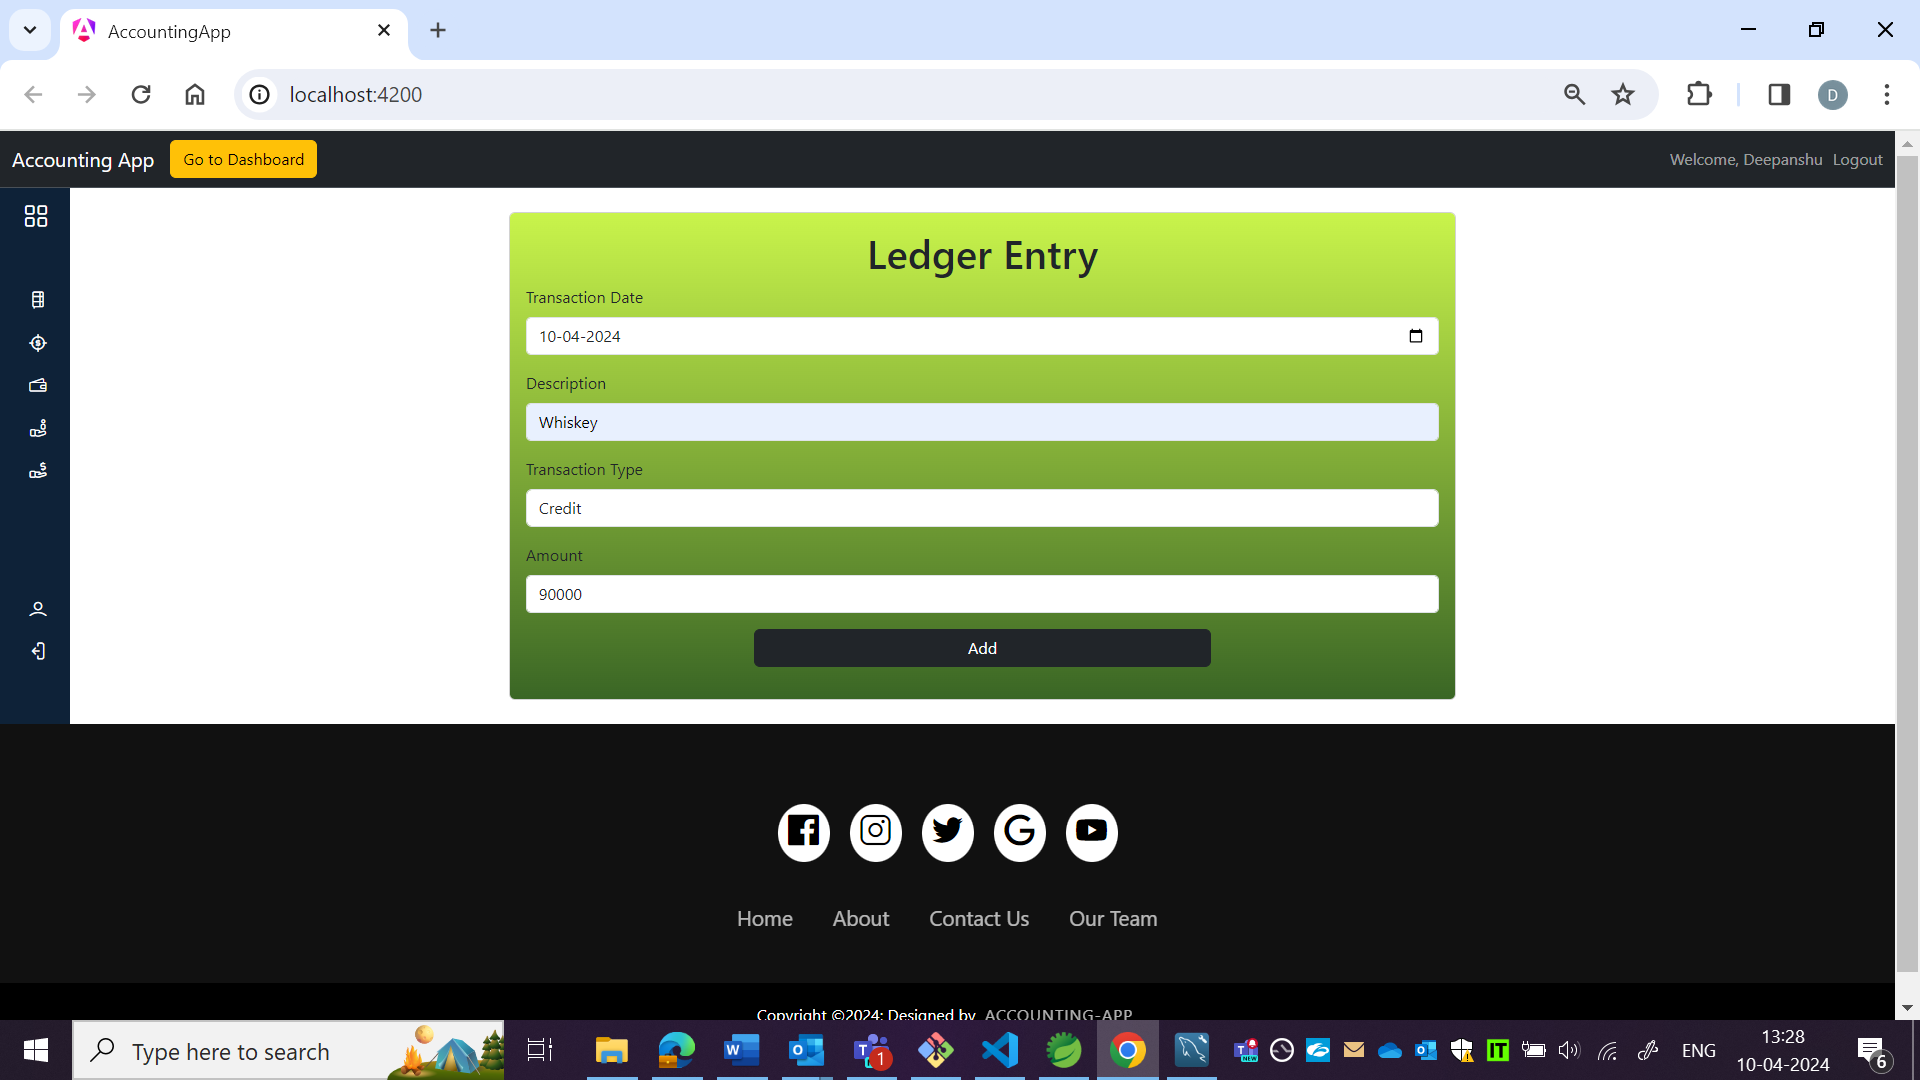 AccountingApp
localhost:4200
D
Accounting App
Go to Dashboard
Welcome, Deepanshu
Logout
Ledger Entry
Transaction Date
10-04-2024
Description
Whiskey
Transaction Type
Credit
Amount
90000
Add
Home
About
Contact Us
Our Team
Copyright ©2024; Designed by ACCOUNTING-APP
Type here to search
1
ENG
13:28
10-04-2024
6